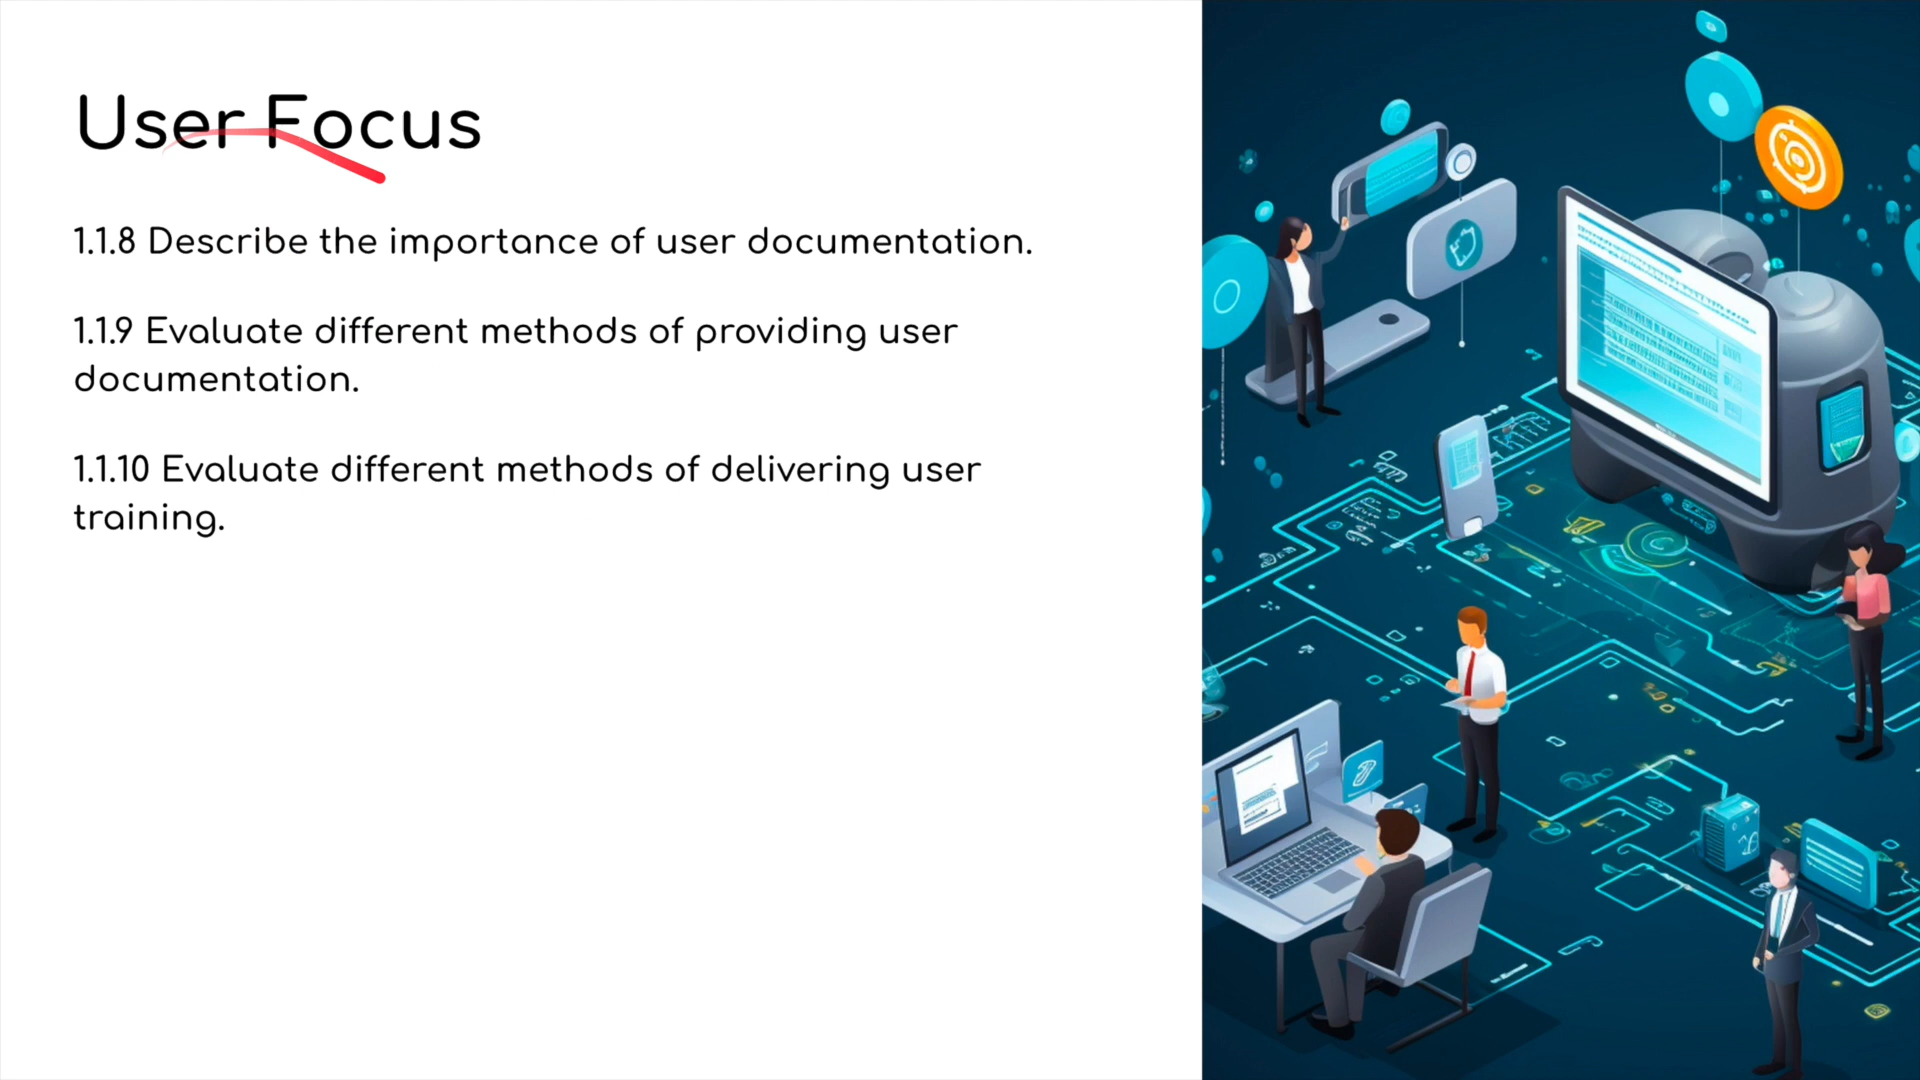 User Focus
1.1.8 Describe the importance of user documentation.
1.1.9 Evaluate different methods of providing user
documentation.
1.1.10 Evaluate different methods of delivering user
training.